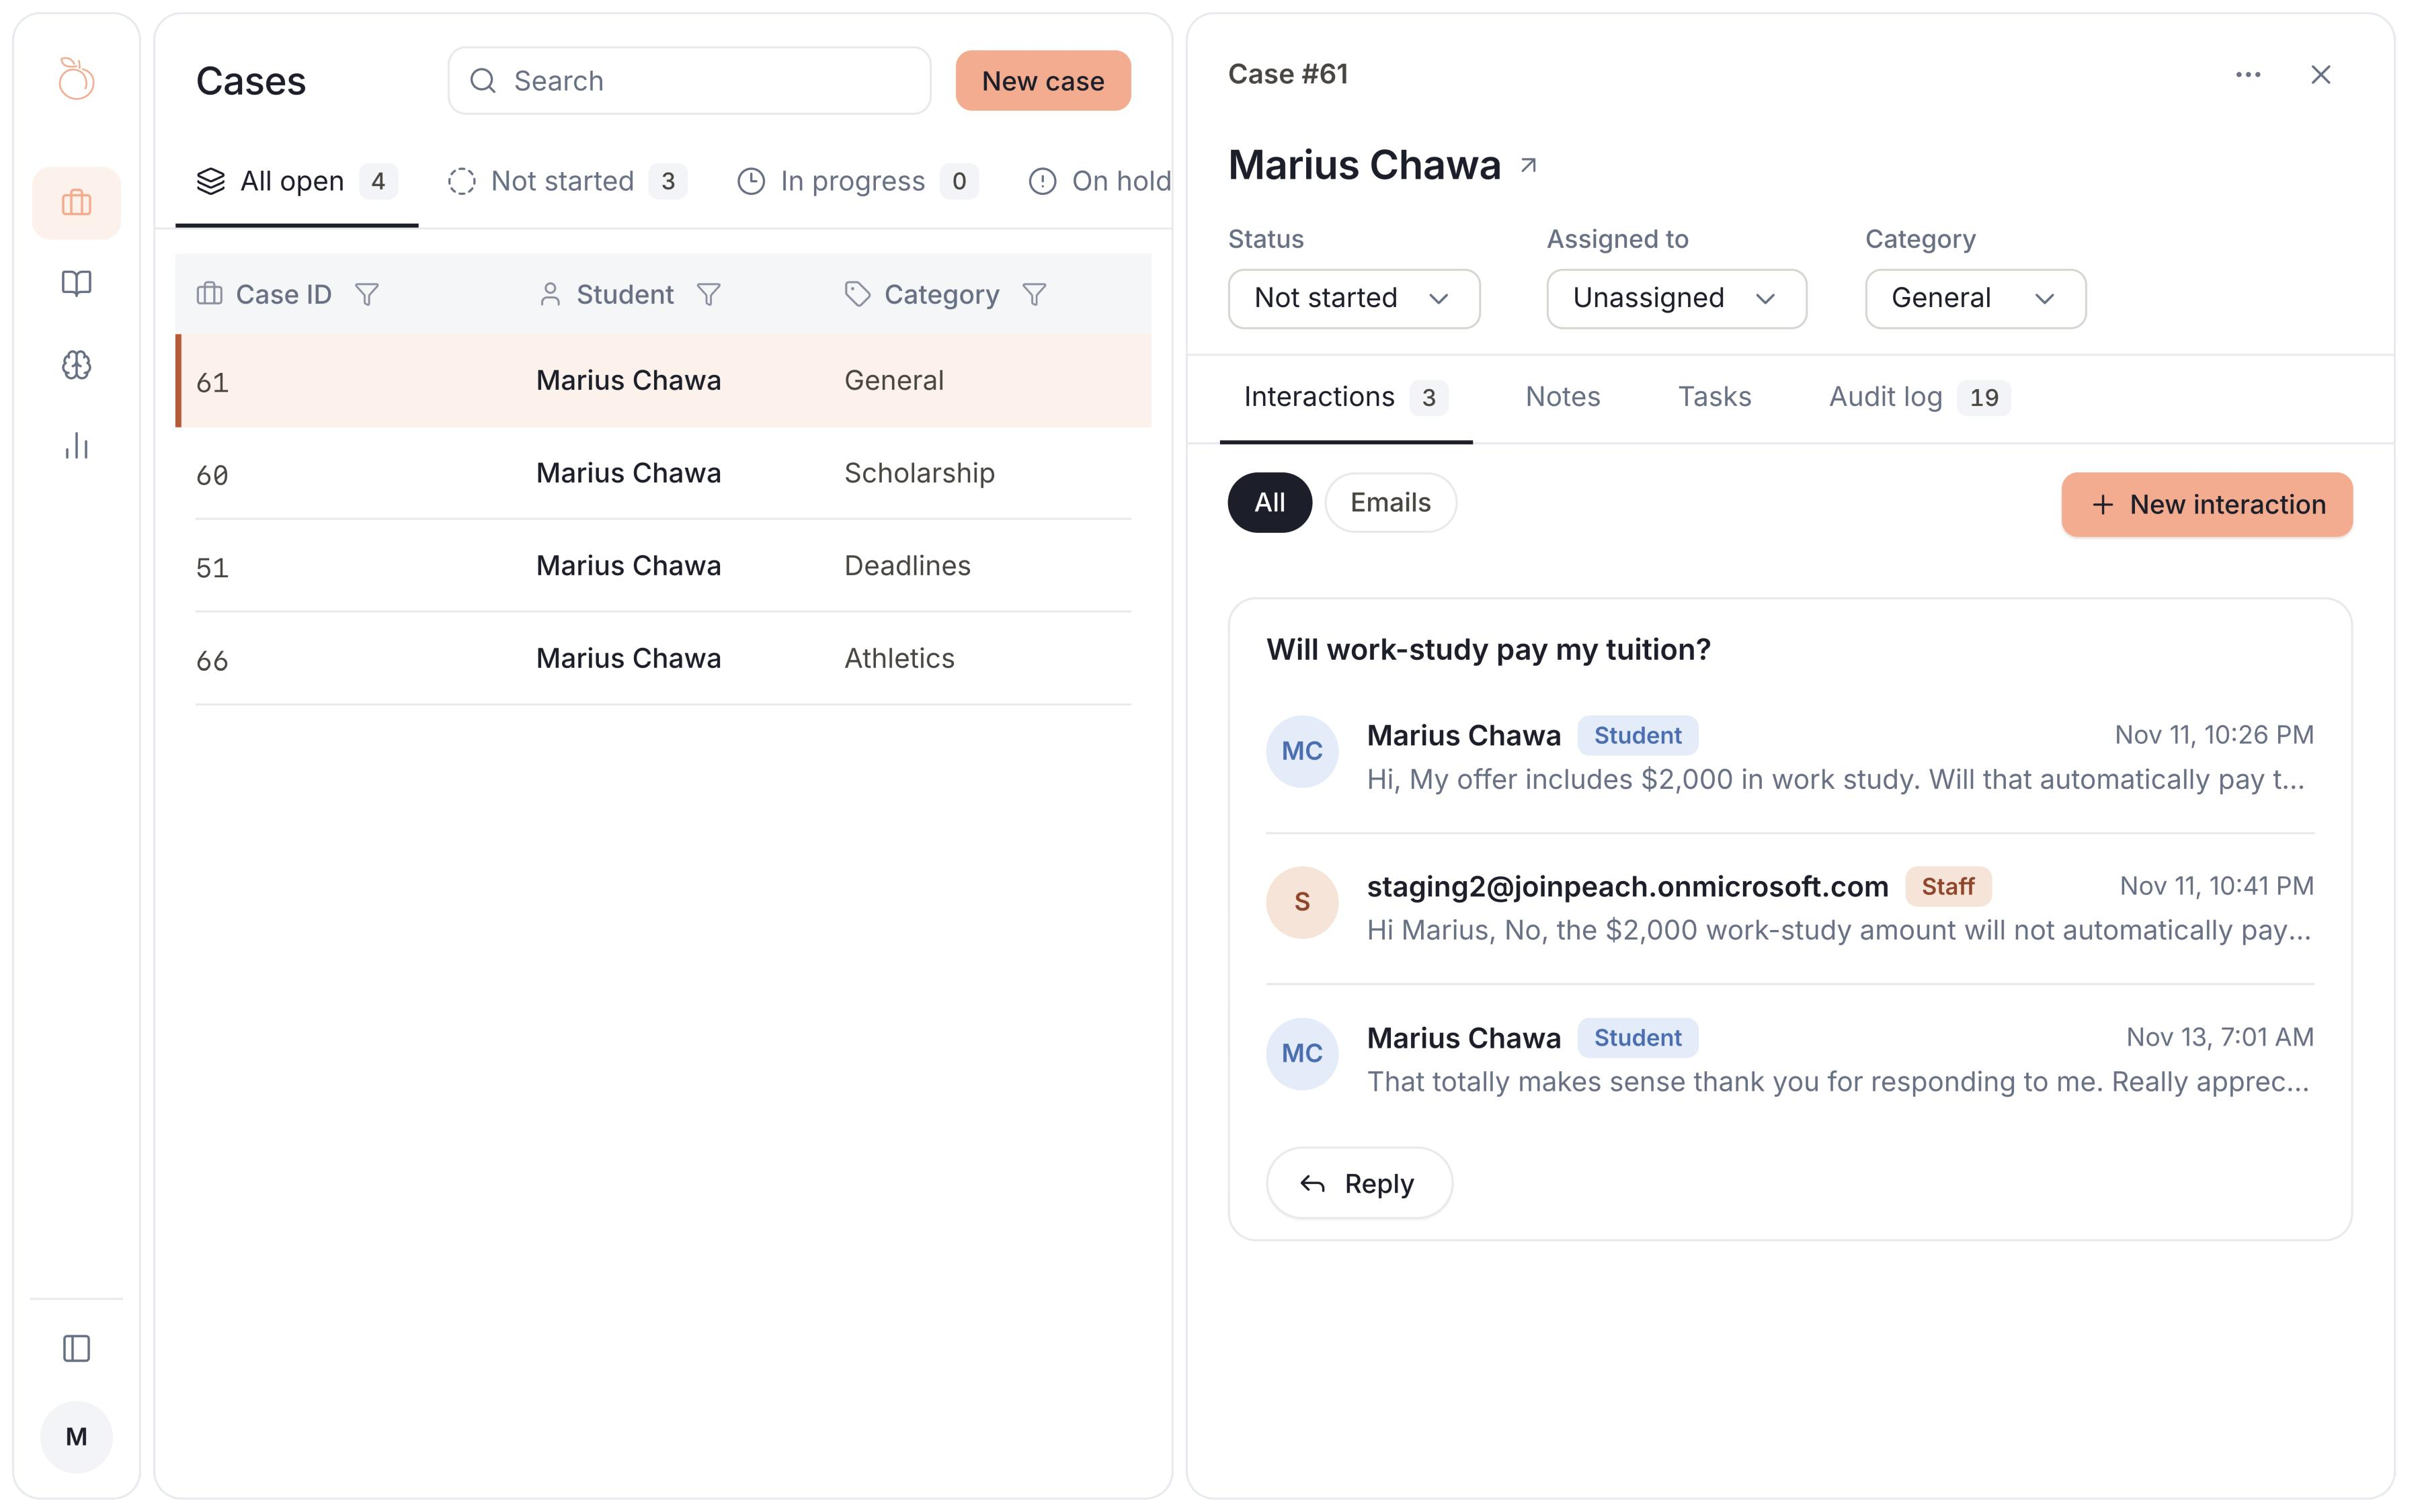 Cases
Search
New case
All open 4
Not started 3
In progress 0
On hold
Case ID
Student
Category
61 Marius Chawa General
60 Marius Chawa Scholarship
51 Marius Chawa Deadlines
66 Marius Chawa Athletics
M
Case #61
Marius Chawa
Status
Assigned to
Category
Not started
Unassigned
General
Interactions 3
Notes
Tasks
Audit log 19
All
Emails
New interaction
Will work-study pay my tuition?
MC
Marius Chawa Student Nov 11, 10:26 PM
Hi, My offer includes $2,000 in work study. Will that automatically pay t...
S
staging2@joinpeach.onmicrosoft.com Staff Nov 11, 10:41 PM
Hi Marius, No, the $2,000 work-study amount will not automatically pay...
MC
Marius Chawa Student Nov 13, 7:01 AM
That totally makes sense thank you for responding to me. Really apprec...
Reply